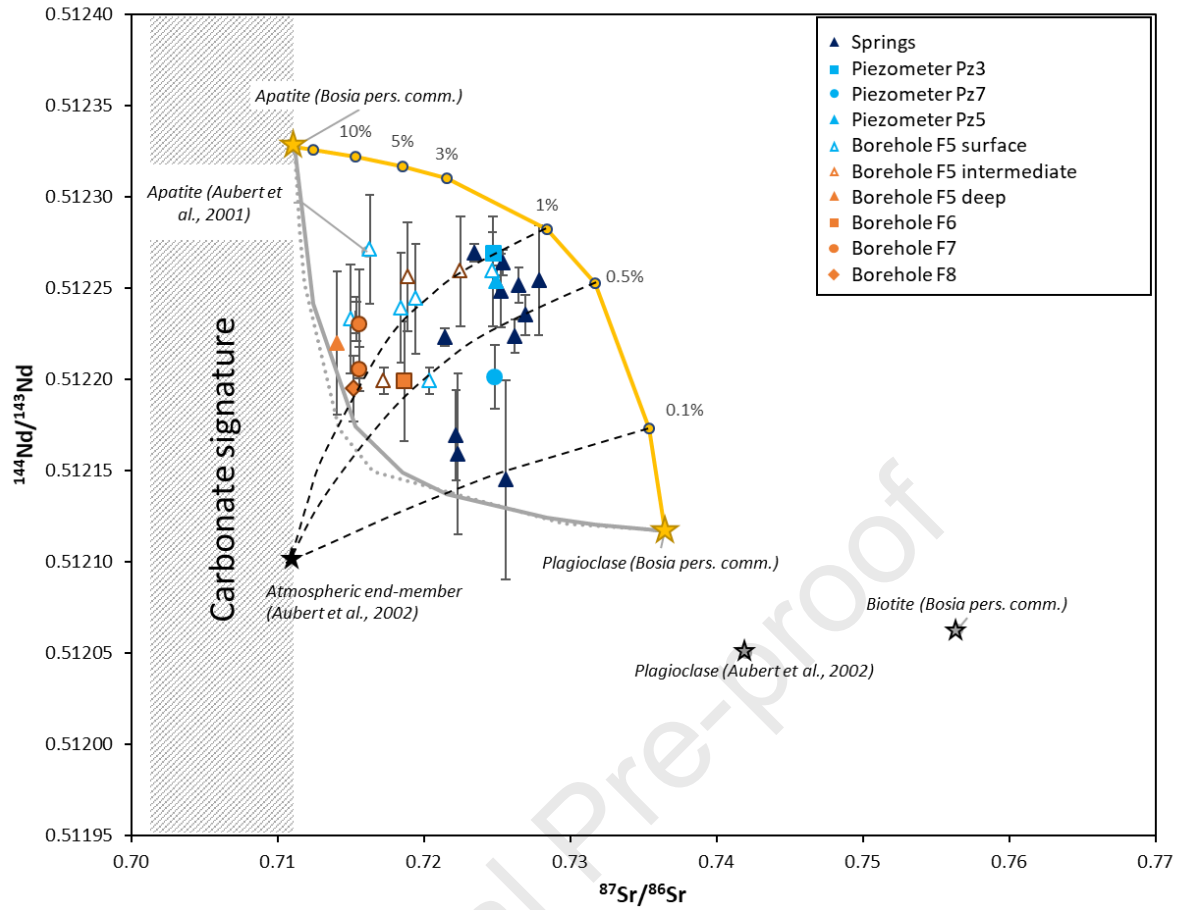 0.51240
0.51235
0.51230
0.51225
0.51220
0.51215
0.51210
0.51205
0.51200
0.51195
¹⁴⁴Nd/¹⁴³Nd
0.70
0.71
0.72
0.73
0.74
0.75
0.76
0.77
⁸⁷Sr/⁸⁶Sr
Carbonate signature
Apatite (Bosia pers. comm.)
Apatite (Aubert et
al., 2001)
10%
5%
3%
1%
0.5%
0.1%
Atmospheric end-member
(Aubert et al., 2002)
Plagioclase (Bosia pers. comm.)
Biotite (Bosia pers. comm.)
Plagioclase (Aubert et al., 2002)
Springs
Piezometer Pz3
Piezometer Pz7
Piezometer Pz5
Borehole F5 surface
Borehole F5 intermediate
Borehole F5 deep
Borehole F6
Borehole F7
Borehole F8
Pre-proof